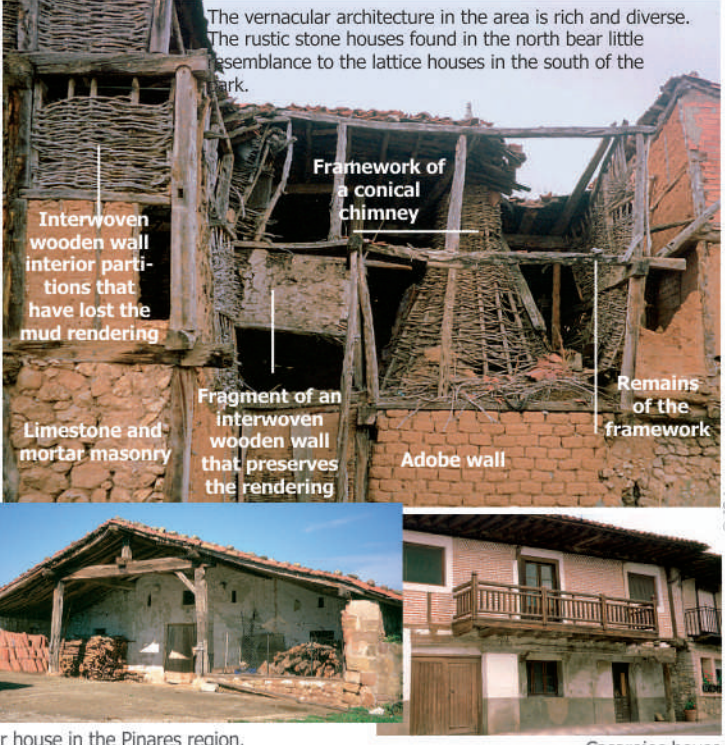 The vernacular architecture in the area is rich and diverse.
The rustic stone houses found in the north bear little
resemblance to the lattice houses in the south of the
park.
Framework of
a conical
chimney
Interwoven
wooden wall
interior parti-
tions that
have lost the
mud rendering
Fragment of an
interwoven
wooden wall
that preserves
the rendering
Remains
of the
framework
Limestone and
mortar masonry
Adobe wall
house in the Pinares region.